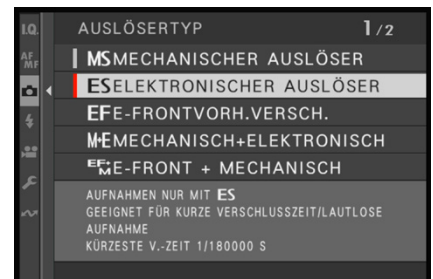 I.Q.
AUSLÖSERTYP 1/2
AF MF
MS MECHANISCHER AUSLÖSER
ES ELEKTRONISCHER AUSLÖSER
EF E-FRONTVORH.VERSCH.
M+E MECHANISCH+ELEKTRONISCH
EF+M E-FRONT + MECHANISCH
AUFNAHMEN NUR MIT ES
GEEIGNET FÜR KURZE VERSCHLUSSZEIT/LAUTLOSE
AUFNAHME
KÜRZESTE V.-ZEIT 1/180000 S